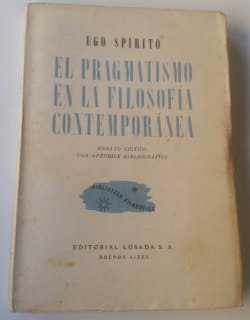 UGO SPIRITO
EL PRAGMATISMO
EN LA FILOSOFÍA
CONTEMPORÁNEA
ENSAYO CRÍTICO,
CON APÉNDICE BIBLIOGRÁFICO
BIBLIOTECA FILOSÓFICA
EDITORIAL LOSADA S. A.
BUENOS AIRES